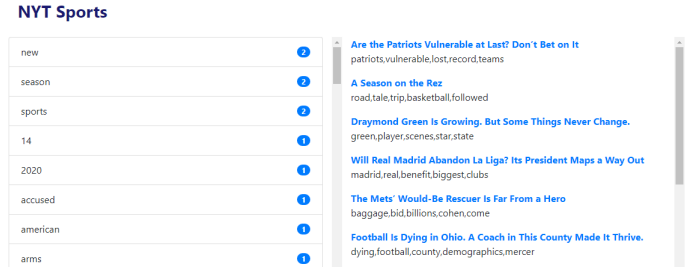 NYT Sports
new 2
season 2
sports 2
14 1
2020 1
accused 1
american 1
arms 1
Are the Patriots Vulnerable at Last? Don't Bet on It
patriots,vulnerable,lost,record,teams
A Season on the Rez
road,tale,trip,basketball,followed
Draymond Green Is Growing. But Some Things Never Change.
green,player,scenes,star,state
Will Real Madrid Abandon La Liga? Its President Maps a Way Out
madrid,real,benefit,biggest,clubs
The Mets' Would-Be Rescuer Is Far From a Hero
baggage,bid,billions,cohen,come
Football Is Dying in Ohio. A Coach in This County Made It Thrive.
dying,football,county,demographics,mercer